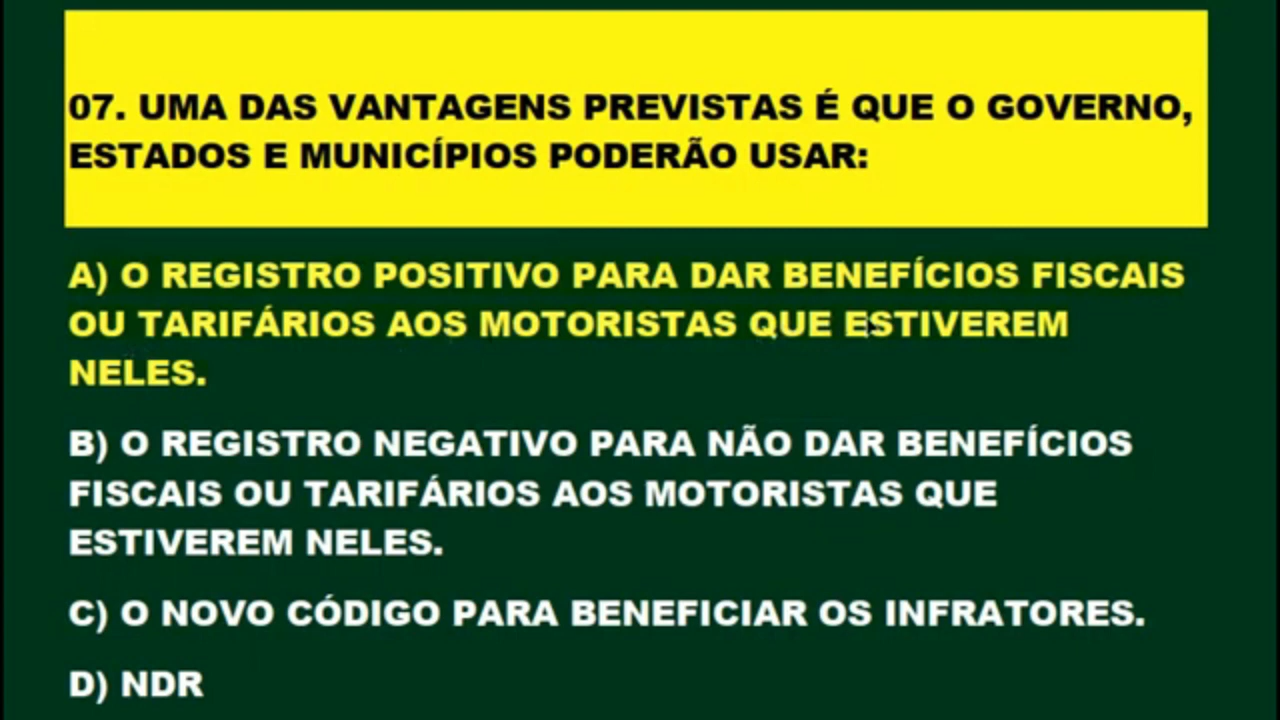 07. UMA DAS VANTAGENS PREVISTAS É QUE O GOVERNO,
ESTADOS E MUNICÍPIOS PODERÃO USAR:
A) O REGISTRO POSITIVO PARA DAR BENEFÍCIOS FISCAIS
OU TARIFÁRIOS AOS MOTORISTAS QUE ESTIVEREM
NELES.
B) O REGISTRO NEGATIVO PARA NÃO DAR BENEFÍCIOS
FISCAIS OU TARIFÁRIOS AOS MOTORISTAS QUE
ESTIVEREM NELES.
C) O NOVO CÓDIGO PARA BENEFICIAR OS INFRATORES.
D) NDR